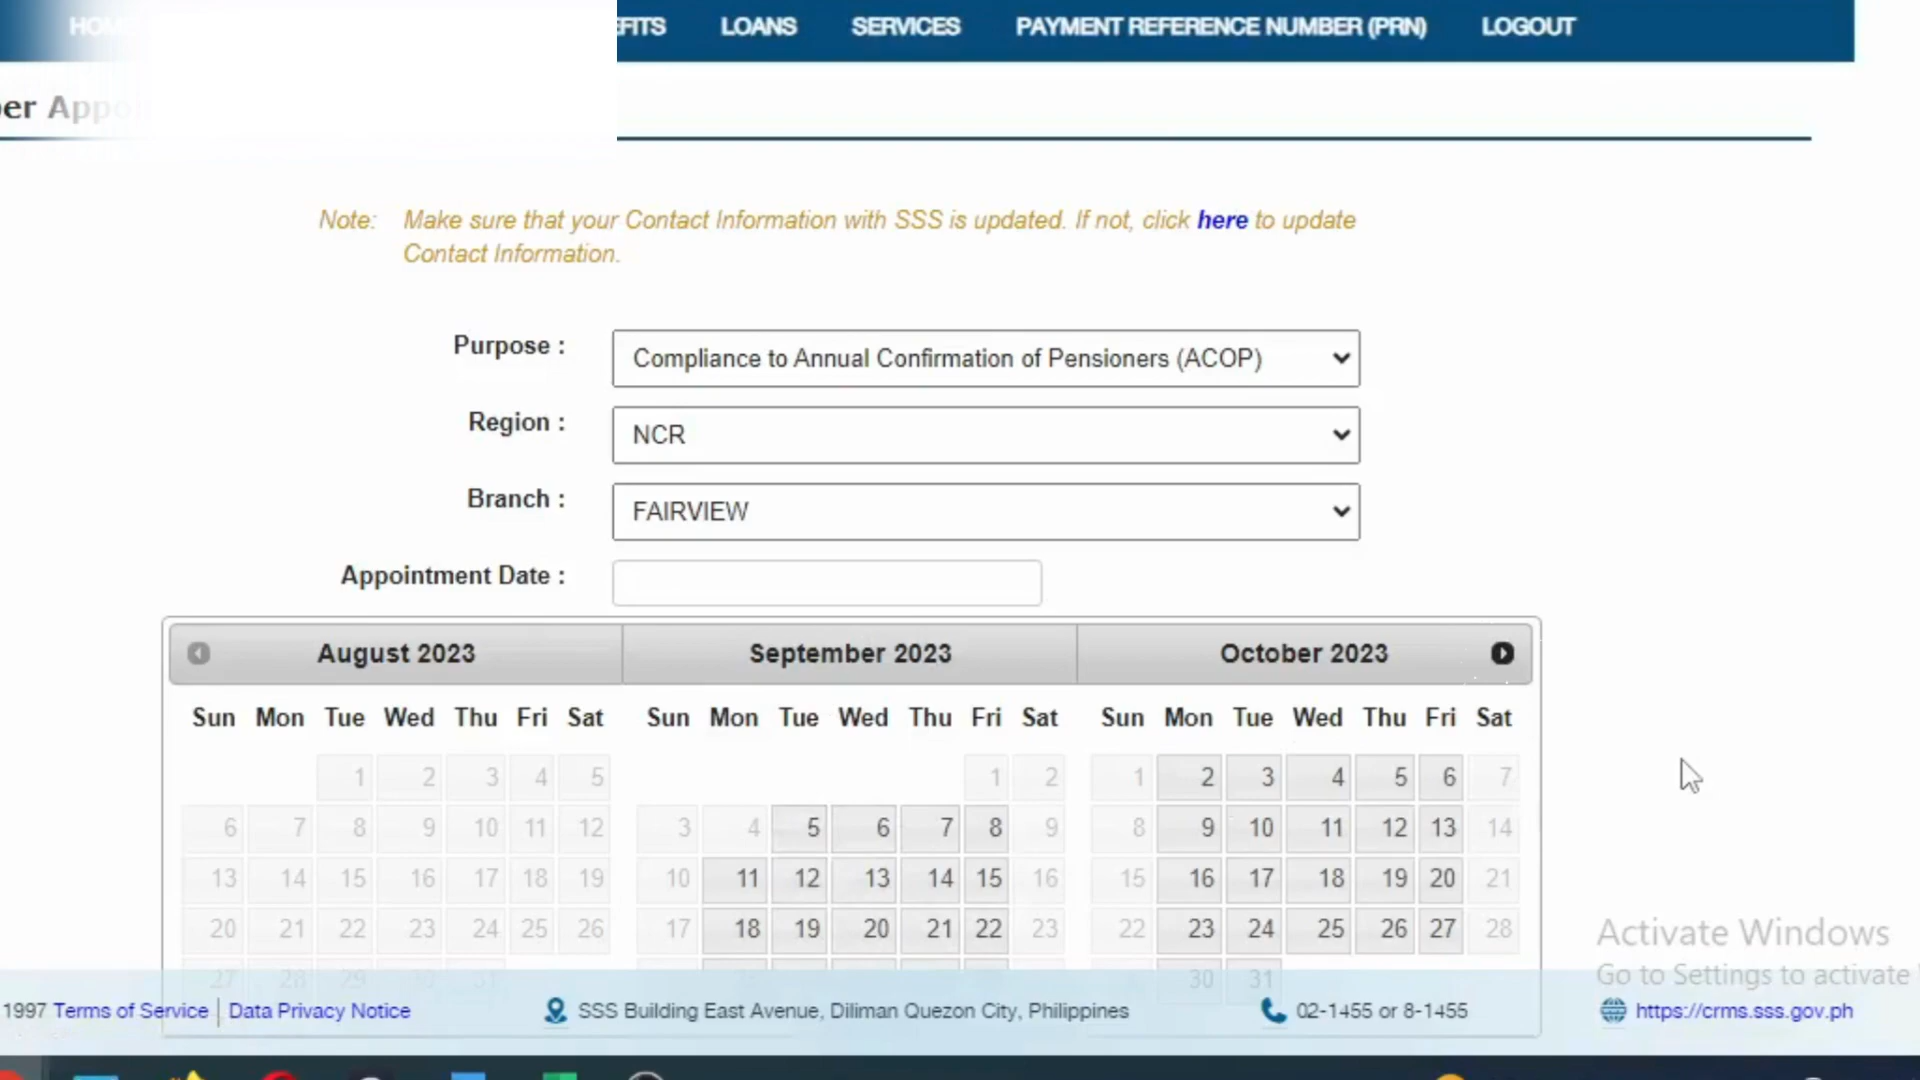 HOME FITS LOANS SERVICES PAYMENT REFERENCE NUMBER (PRN) LOGOUT
er Appo
Note: Make sure that your Contact Information with SSS is updated. If not, click here to update
Contact Information.
Purpose : Compliance to Annual Confirmation of Pensioners (ACOP)
Region : NCR
Branch : FAIRVIEW
Appointment Date :
August 2023 September 2023 October 2023
Sun Mon Tue Wed Thu Fri Sat Sun Mon Tue Wed Thu Fri Sat Sun Mon Tue Wed Thu Fri Sat
1 2 3 4 5 1 2 1 2 3 4 5 6 7
6 7 8 9 10 11 12 3 4 5 6 7 8 9 8 9 10 11 12 13 14
13 14 15 16 17 18 19 10 11 12 13 14 15 16 15 16 17 18 19 20 21
20 21 22 23 24 25 26 17 18 19 20 21 22 23 22 23 24 25 26 27 28
27 28 29 30 31 30 31
Activate Windows
Go to Settings to activate
1997 Terms of Service | Data Privacy Notice SSS Building East Avenue, Diliman Quezon City, Philippines 02-1455 or 8-1455 https://crms.sss.gov.ph